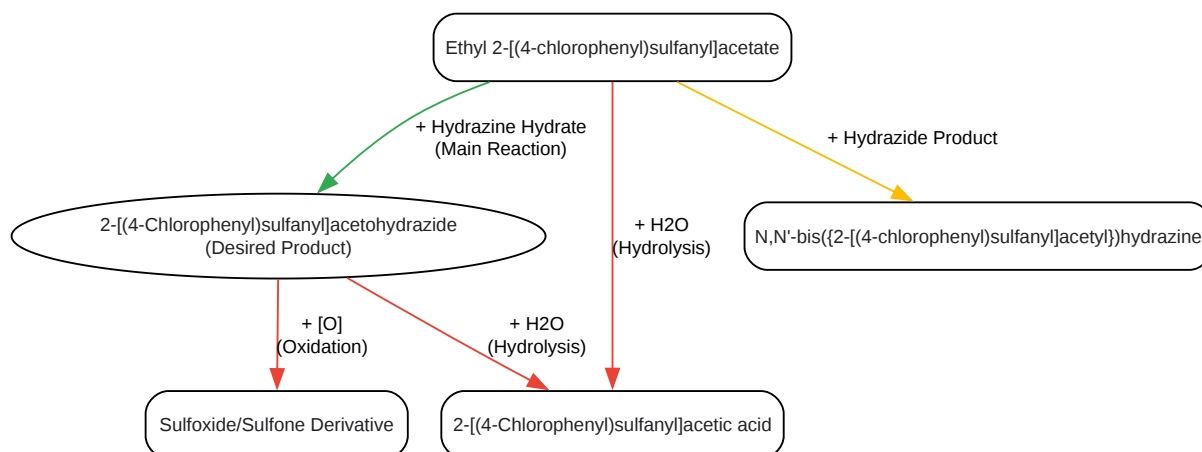 Ethyl 2-[(4-chlorophenyl)sulfanyl]acetate
+ Hydrazine Hydrate
(Main Reaction)
+ Hydrazide Product
2-[(4-Chlorophenyl)sulfanyl]acetohydrazide
(Desired Product)
+ H2O
(Hydrolysis)
N,N'-bis({2-[(4-chlorophenyl)sulfanyl]acetyl})hydrazine
+ [O]
(Oxidation)
+ H2O
(Hydrolysis)
Sulfoxide/Sulfone Derivative
2-[(4-Chlorophenyl)sulfanyl]acetic acid